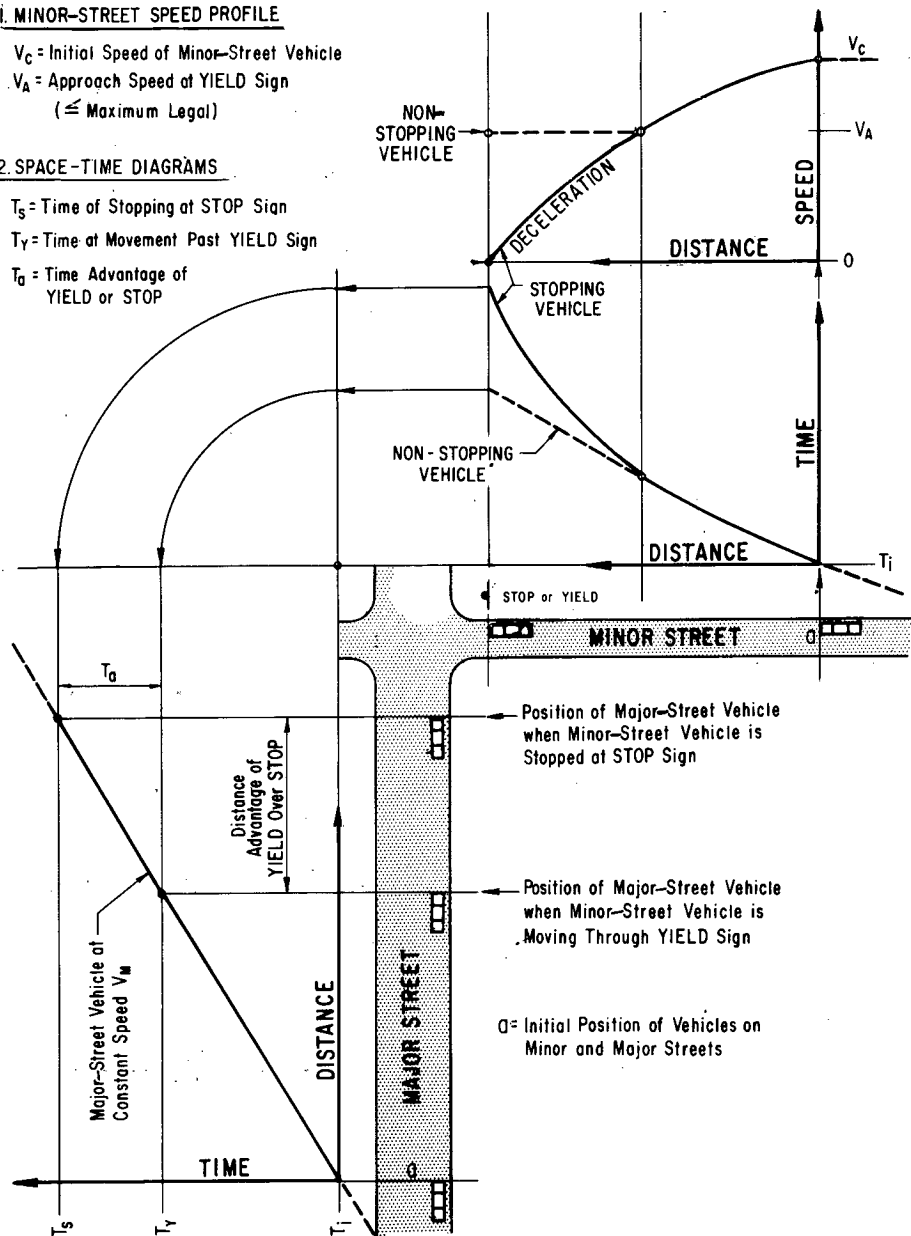 1. MINOR-STREET SPEED PROFILE
V_C = Initial Speed of Minor-Street Vehicle
V_A = Approach Speed at YIELD Sign
(≦ Maximum Legal)
2. SPACE-TIME DIAGRAMS
T_S = Time of Stopping at STOP Sign
T_Y = Time at Movement Past YIELD Sign
T_a = Time Advantage of
YIELD or STOP
V_C
NON-
STOPPING
VEHICLE
V_A
SPEED
DECELERATION
DISTANCE
0
STOPPING
VEHICLE
TIME
NON-STOPPING
VEHICLE
DISTANCE
T_i
STOP or YIELD
MINOR STREET
a
T_a
Position of Major-Street Vehicle
when Minor-Street Vehicle is
Stopped at STOP Sign
Distance
Advantage of
YIELD Over STOP
Position of Major-Street Vehicle
when Minor-Street Vehicle is
Moving Through YIELD Sign
Major-Street Vehicle at
Constant Speed V_M
DISTANCE
MAJOR STREET
a = Initial Position of Vehicles on
Minor and Major Streets
TIME
a
T_S
T_Y
T_i